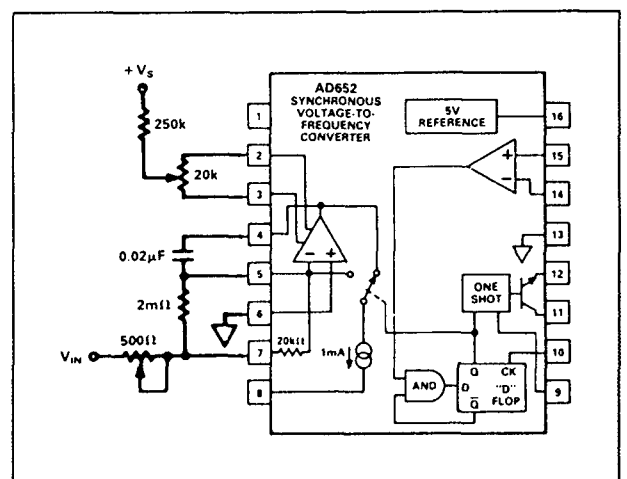 + VS
250k
20k
0.02μF
2mΩ
500Ω
VIN
1
2
3
4
5
6
7
8
AD652
SYNCHRONOUS
VOLTAGE-TO-
FREQUENCY
CONVERTER
5V
REFERENCE
+
−
− +
20kΩ
1mA
AND
ONE
SHOT
Q CK
D "D"
Q FLOP
16
15
14
13
12
11
10
9